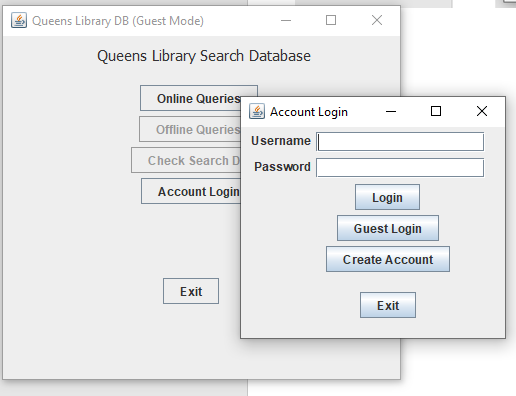 Queens Library DB (Guest Mode)
Queens Library Search Database
Online Queries
Offline Queries
Check Search D
Account Login
Exit
Account Login
Username
Password
Login
Guest Login
Create Account
Exit